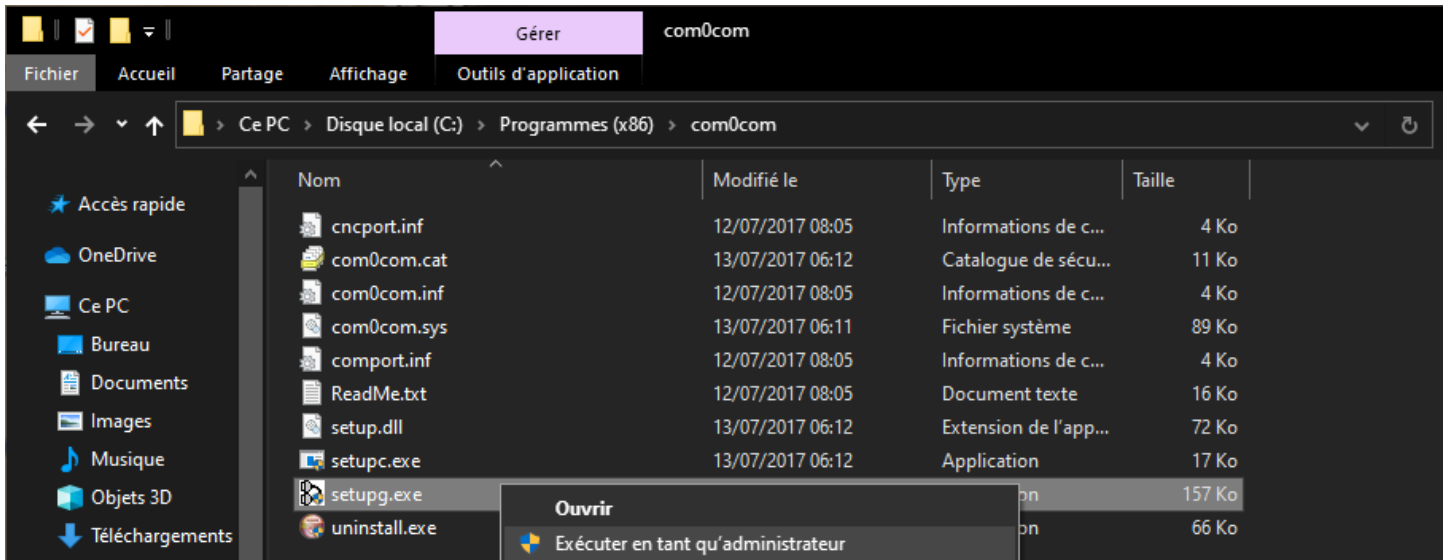 Gérer com0com
Fichier Accueil Partage Affichage Outils d'application
Ce PC > Disque local (C:) > Programmes (x86) > com0com
Nom Modifié le Type Taille
Accès rapide
OneDrive
Ce PC
Bureau
Documents
Images
Musique
Objets 3D
Téléchargements
cncport.inf 12/07/2017 08:05 Informations de c... 4 Ko
com0com.cat 13/07/2017 06:12 Catalogue de sécu... 11 Ko
com0com.inf 12/07/2017 08:05 Informations de c... 4 Ko
com0com.sys 13/07/2017 06:11 Fichier système 89 Ko
comport.inf 12/07/2017 08:05 Informations de c... 4 Ko
ReadMe.txt 12/07/2017 08:05 Document texte 16 Ko
setup.dll 13/07/2017 06:12 Extension de l'app... 72 Ko
setupc.exe 13/07/2017 06:12 Application 17 Ko
setupg.exe 157 Ko
uninstall.exe 66 Ko
Ouvrir
Exécuter en tant qu'administrateur